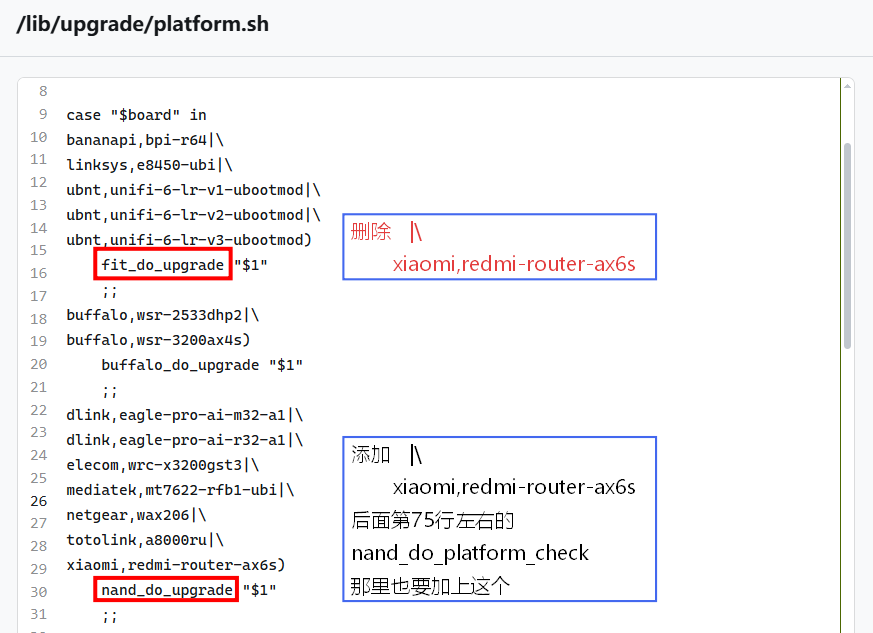 /lib/upgrade/platform.sh
8
9 case "$board" in
10 bananapi,bpi-r64|\
11 linksys,e8450-ubi|\
12 ubnt,unifi-6-lr-v1-ubootmod|\
13 ubnt,unifi-6-lr-v2-ubootmod|\
14 ubnt,unifi-6-lr-v3-ubootmod)
15 fit_do_upgrade "$1"
16 ;;
17 buffalo,wsr-2533dhp2|\
18 buffalo,wsr-3200ax4s)
19 buffalo_do_upgrade "$1"
20 ;;
21 dlink,eagle-pro-ai-m32-a1|\
22 dlink,eagle-pro-ai-r32-a1|\
23 elecom,wrc-x3200gst3|\
24 mediatek,mt7622-rfb1-ubi|\
25 netgear,wax206|\
26 totolink,a8000ru|\
27 xiaomi,redmi-router-ax6s)
28 nand_do_upgrade "$1"
29 ;;
30
31
删除 |\
xiaomi,redmi-router-ax6s
添加 |\
xiaomi,redmi-router-ax6s
后面第75行左右的
nand_do_platform_check
那里也要加上这个